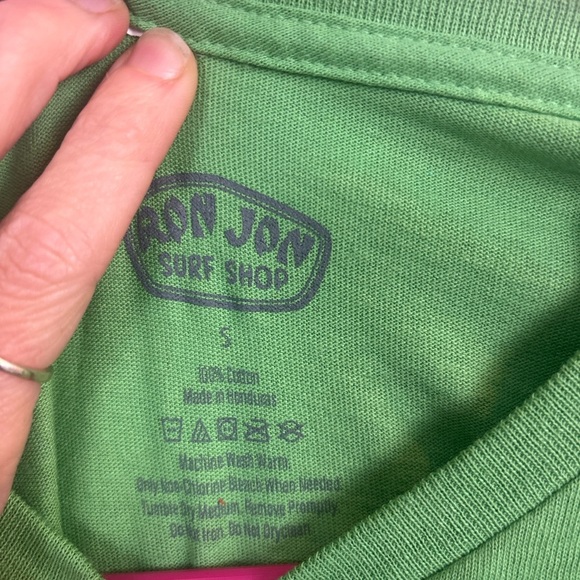 RON JON
SURF SHOP
S
100% Cotton
Made in Honduras
Machine Wash Warm.
Only Non-Chlorine Bleach When Needed.
Tumble Dry Medium. Remove Promptly.
Do Not Iron. Do Not Dryclean.